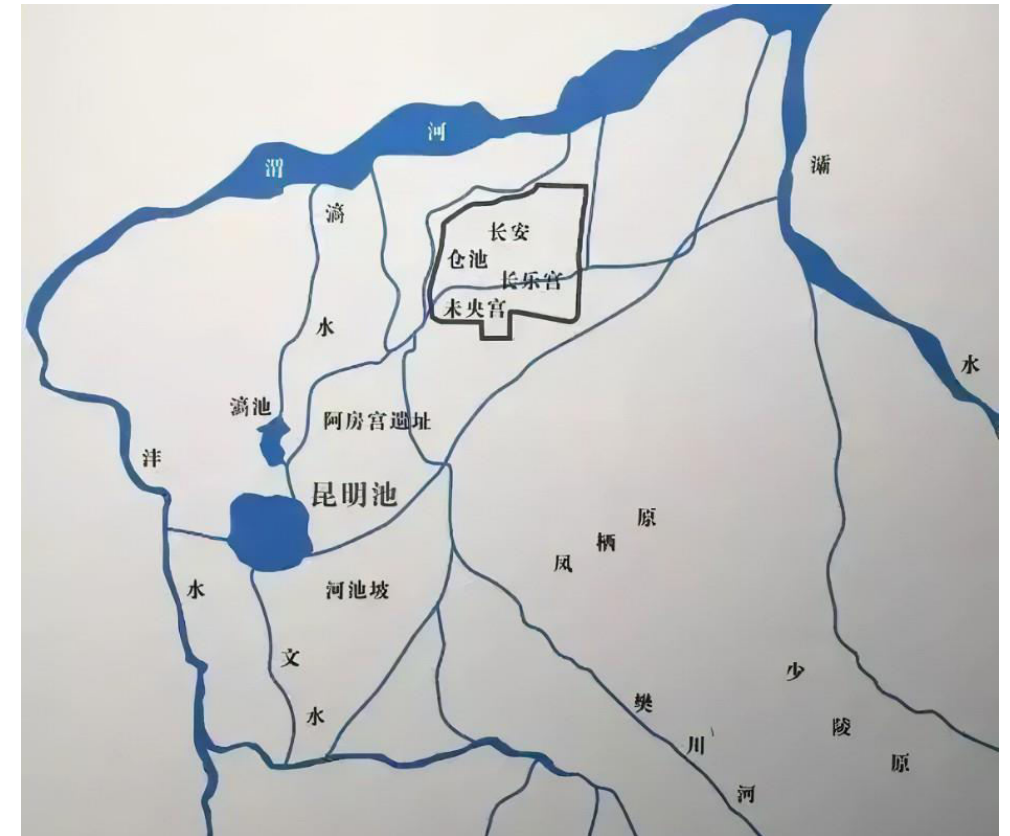 渭河
灞水
滈水
长安
仓池
长乐宫
未央宫
滈池
阿房宫遗址
沣水
昆明池
凤栖原
河池坡
文水
少陵原
樊川河